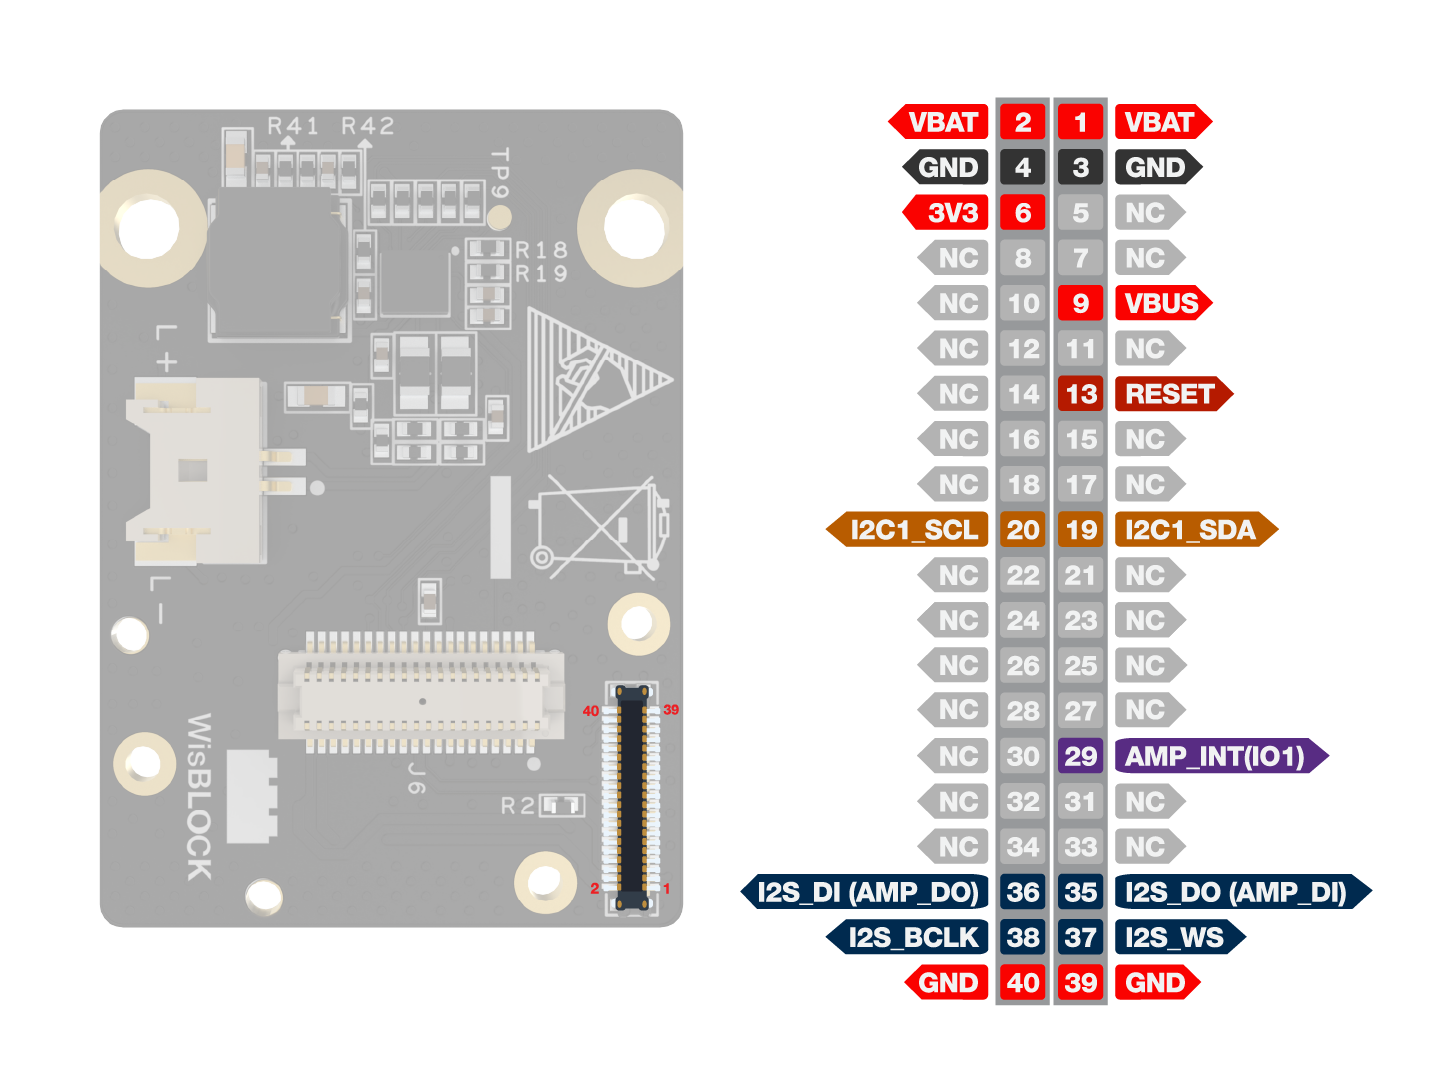 R41 R42
TP9
R18
R19
L+
L-
WisBLOCK
J6
R2
40 39
2 1
VBAT 2 1 VBAT
GND 4 3 GND
3V3 6 5 NC
NC 8 7 NC
NC 10 9 VBUS
NC 12 11 NC
NC 14 13 RESET
NC 16 15 NC
NC 18 17 NC
I2C1_SCL 20 19 I2C1_SDA
NC 22 21 NC
NC 24 23 NC
NC 26 25 NC
NC 28 27 NC
NC 30 29 AMP_INT(IO1)
NC 32 31 NC
NC 34 33 NC
I2S_DI (AMP_DO) 36 35 I2S_DO (AMP_DI)
I2S_BCLK 38 37 I2S_WS
GND 40 39 GND